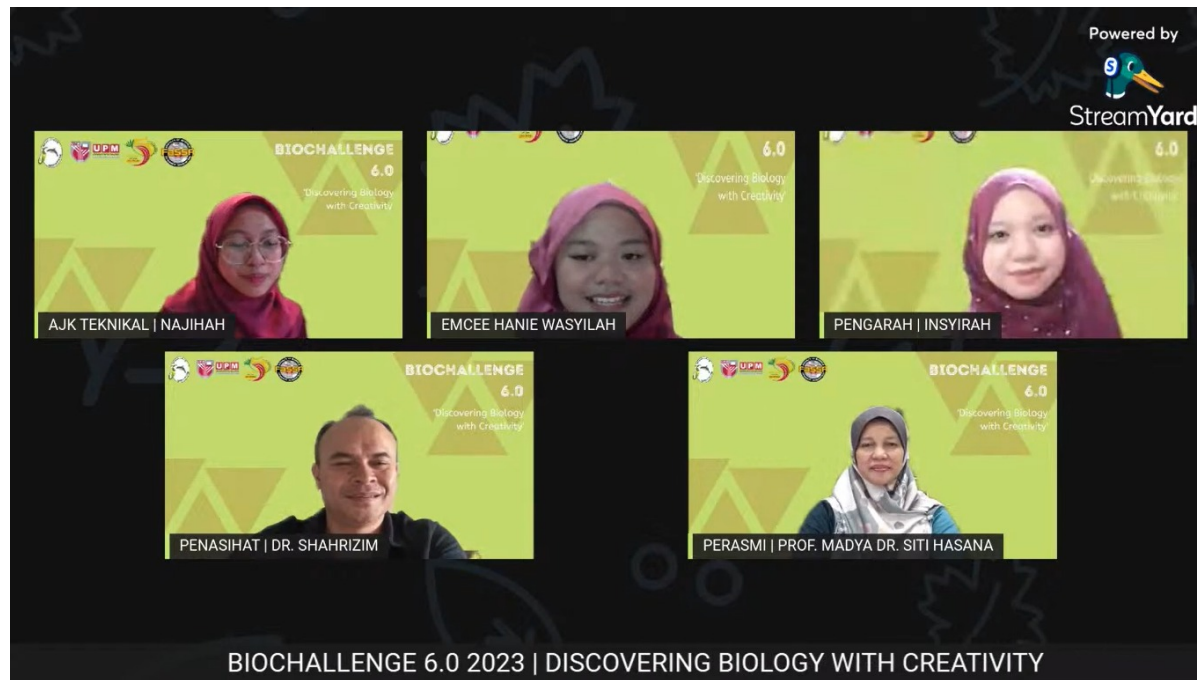 Powered by
StreamYard
UPM
BIOCHALLENGE
6.0
'Discovering Biology
with Creativity'
AJK TEKNIKAL | NAJIHAH
6.0
'Discovering Biology
with Creativity'
EMCEE HANIE WASYILAH
6.0
PENGARAH | INSYIRAH
UPM
BIOCHALLENGE
6.0
'Discovering Biology
with Creativity'
PENASIHAT | DR. SHAHRIZIM
UPM
BIOCHALLENGE
6.0
'Discovering Biology
with Creativity'
PERASMI | PROF. MADYA DR. SITI HASANA
BIOCHALLENGE 6.0 2023 | DISCOVERING BIOLOGY WITH CREATIVITY